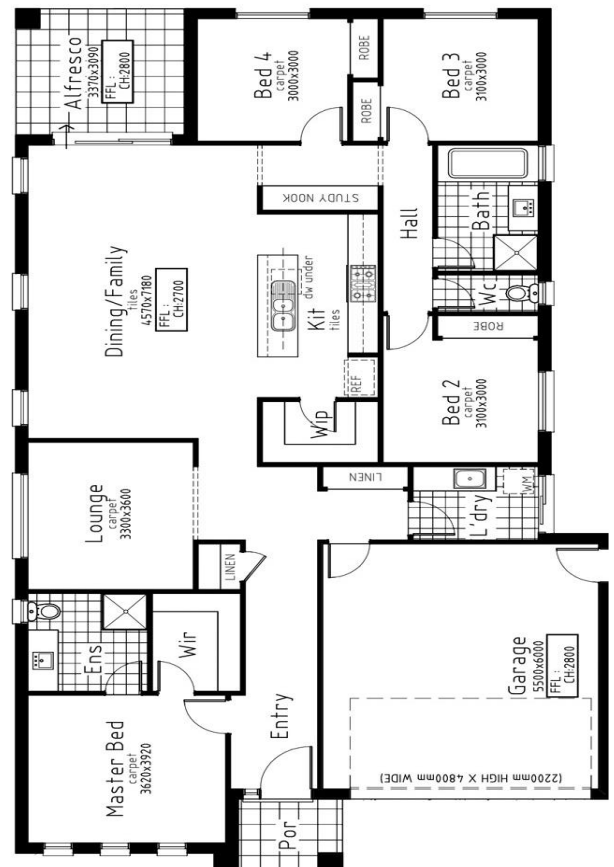 Alfresco
3370x3090
FFL :
CH:2800
Bed 4
carpet
3000x3000
ROBE
ROBE
Bed 3
carpet
3100x3000
STUDY NOOK
Hall
Bath
Dining/Family
tiles
4570x7180
FFL :
CH:2700
Kit
tiles
dw under
WC
ROBE
REF
Bed 2
carpet
3100x3000
WIP
Lounge
carpet
3300x3600
LINEN
L'dry
WM
LINEN
Ens
Wir
Garage
5500x6000
FFL :
CH:2800
Master Bed
carpet
3620x3920
Entry
(2200mm HIGH X 4800mm WIDE)
Por